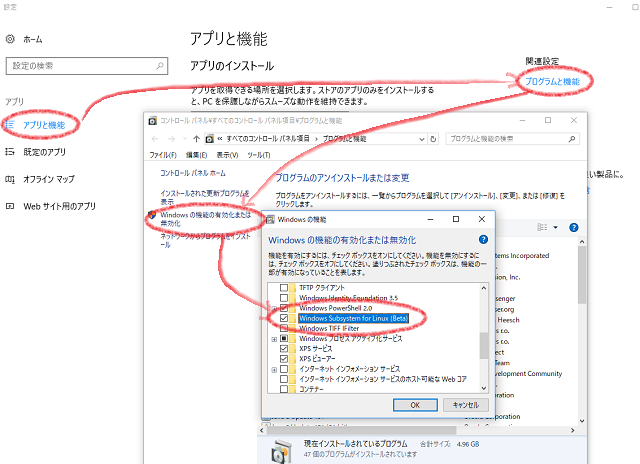 設定
ホーム
設定の検索
アプリ
アプリと機能
既定のアプリ
オフライン マップ
Web サイト用のアプリ
アプリと機能
アプリのインストール
アプリを取得できる場所を選択します。ストアのアプリのみをインストールする
と、PC を保護しながらスムーズな動作を維持できます。
関連設定
プログラムと機能
い製品に。
コントロール パネル¥すべてのコントロール パネル項目¥プログラムと機能
« すべてのコントロール パネル項目 › プログラムと機能
プログラムと機能の検索
ファイル(F) 編集(E) 表示(V) ツール(T)
コントロール パネル ホーム
インストールされた更新プログラムを
表示
Windows の機能の有効化または
無効化
ネットワークからプログラムをインストー
ル
プログラムのアンインストールまたは変更
プログラムをアンインストールするには、一覧からプログラムを選択して [アンインストール]、[変更]、または [修復] を
クリックします。
Windows の機能
Windows の機能の有効化または無効化
機能を有効にするには、チェック ボックスをオンにしてください。機能を無効にするに
は、チェック ボックスをオフにしてください。塗りつぶされたチェック ボックスは、機能の一
部が有効になっていることを表します。
TFTP クライアント
Windows Identity Foundation 3.5
Windows PowerShell 2.0
Windows Subsystem for Linux (Beta)
Windows TIFF IFilter
Windows プロセス アクティブ化サービス
XPS サービス
XPS ビューアー
インターネット インフォメーション サービス
インターネット インフォメーション サービスのホスト可能な Web コア
コンテナー
OK キャンセル
stems Incorporated
sion, Inc.
ssenger
ser.org
Heesch
s r.o.
s r.o.
Development Community
Corporation
現在インストールされているプログラム 合計サイズ: 4.96 GB
47 個のプログラムがインストールされています